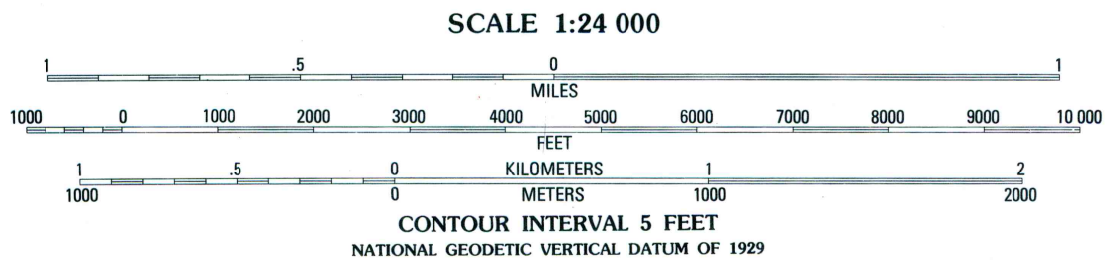 SCALE 1:24 000
1 .5 0 1
MILES
1000 0 1000 2000 3000 4000 5000 6000 7000 8000 9000 10 000
FEET
1 .5 0 KILOMETERS 1 2
1000 0 METERS 1000 2000
CONTOUR INTERVAL 5 FEET
NATIONAL GEODETIC VERTICAL DATUM OF 1929